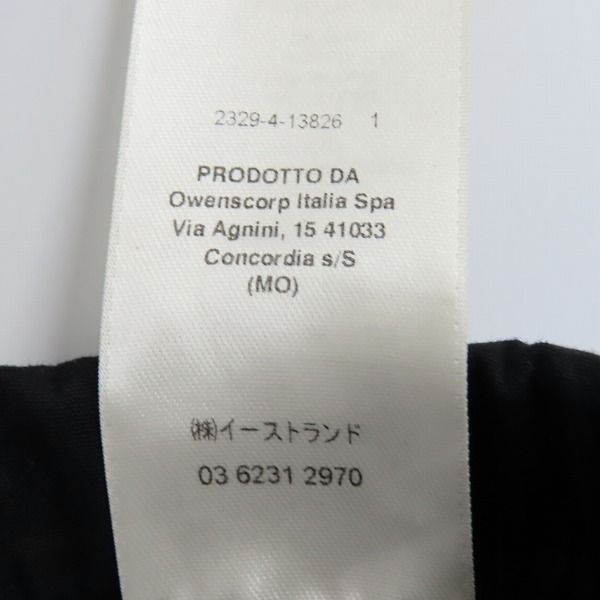 2329-4-13826 1
PRODOTTO DA
Owenscorp Italia Spa
Via Agnini, 15 41033
Concordia s/S
(MO)
㈱イーストランド
03 6231 2970